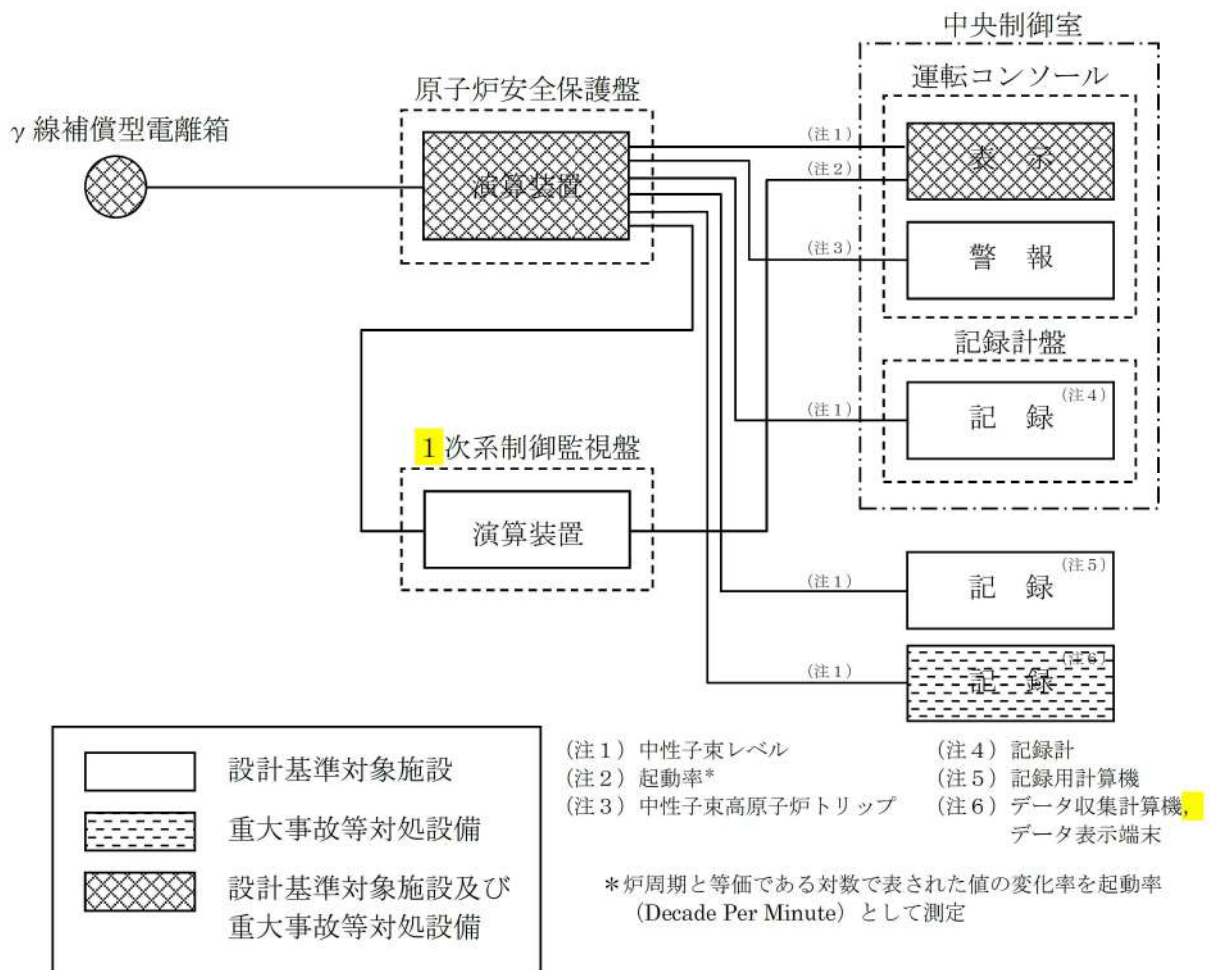 中央制御室
運転コンソール
原子炉安全保護盤
γ線補償型電離箱
演算装置
(注1)
表 示
(注2)
(注3)
警 報
記録計盤
(注1)
記 録
(注4)
1次系制御監視盤
演算装置
(注1)
記 録
(注5)
(注1)
記 録
(注6)
設計基準対象施設
重大事故等対処設備
設計基準対象施設及び
重大事故等対処設備
(注1)中性子束レベル
(注2)起動率*
(注3)中性子束高原子炉トリップ
(注4)記録計
(注5)記録用計算機
(注6)データ収集計算機,
データ表示端末
*炉周期と等価である対数で表された値の変化率を起動率
(Decade Per Minute)として測定